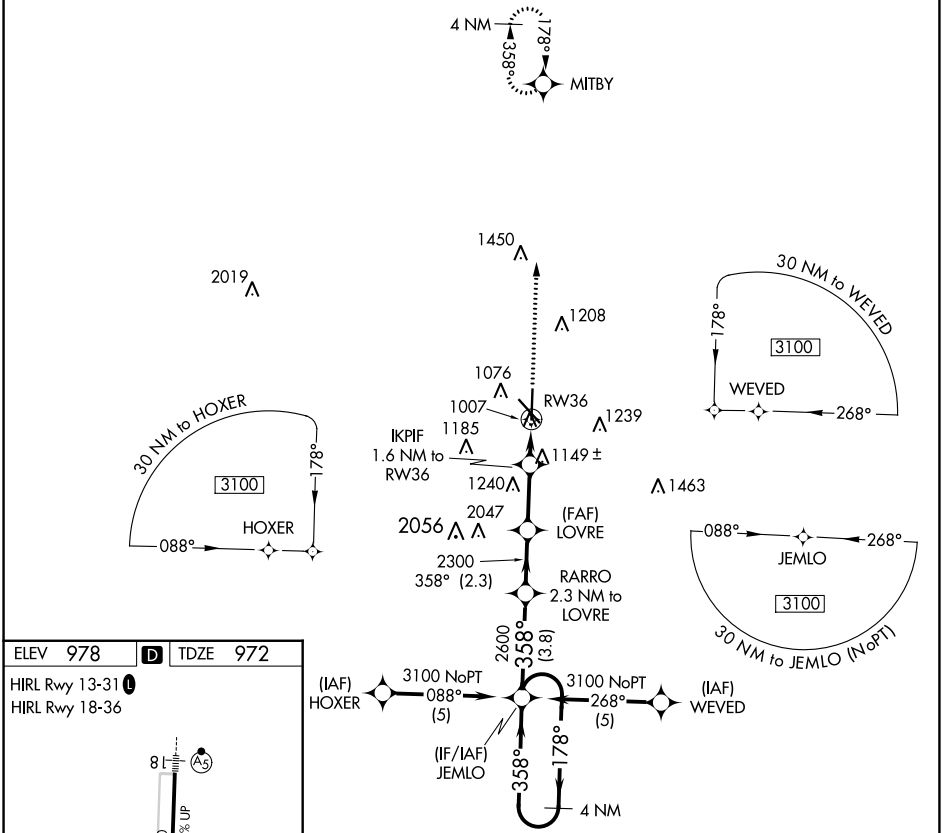 4 NM
178°
358°
MITBY
1450
2019
1208
30 NM to WEVED
178°
3100
WEVED
268°
1076
1007
RW36
1239
IKPIF
1.6 NM to
RW36
1185
1149 ±
1240
1463
30 NM to HOXER
178°
3100
HOXER
088°
2056
2047
(FAF)
LOVRE
2300
358° (2.3)
RARRO
2.3 NM to
LOVRE
088°
268°
JEMLO
3100
30 NM to JEMLO (NoPT)
2600
358°
(3.8)
(IAF)
HOXER
3100 NoPT
088°
(5)
3100 NoPT
268°
(5)
(IAF)
WEVED
(IF/IAF)
JEMLO
358°
178°
4 NM
ELEV 978 D TDZE 972
HIRL Rwy 13-31 L
HIRL Rwy 18-36
18
A5
% UP